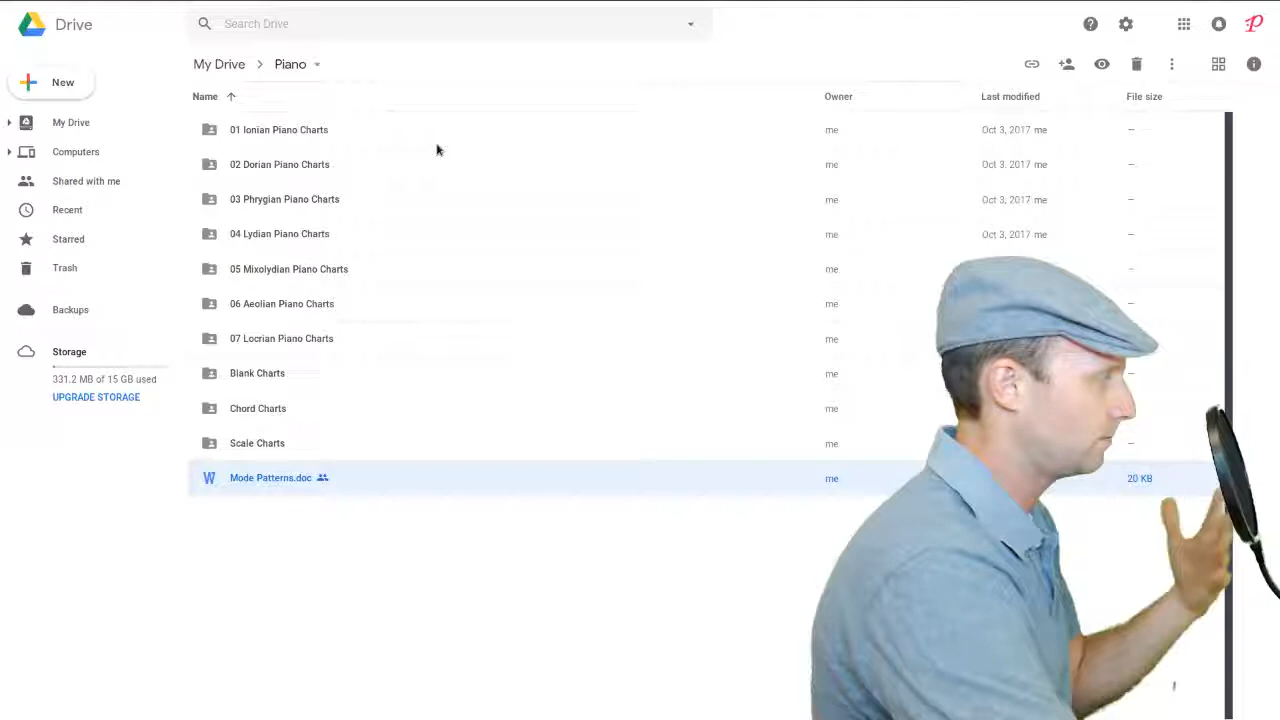 Drive
Search Drive
My Drive > Piano
New
Name
Owner
Last modified
File size
My Drive
Computers
Shared with me
Recent
Starred
Trash
Backups
Storage
331.2 MB of 15 GB used
UPGRADE STORAGE
01 Ionian Piano Charts me Oct 3, 2017 me –
02 Dorian Piano Charts me Oct 3, 2017 me –
03 Phrygian Piano Charts me Oct 3, 2017 me –
04 Lydian Piano Charts me Oct 3, 2017 me –
05 Mixolydian Piano Charts me –
06 Aeolian Piano Charts me –
07 Locrian Piano Charts me –
Blank Charts me –
Chord Charts me –
Scale Charts me –
W Mode Patterns.doc me 20 KB